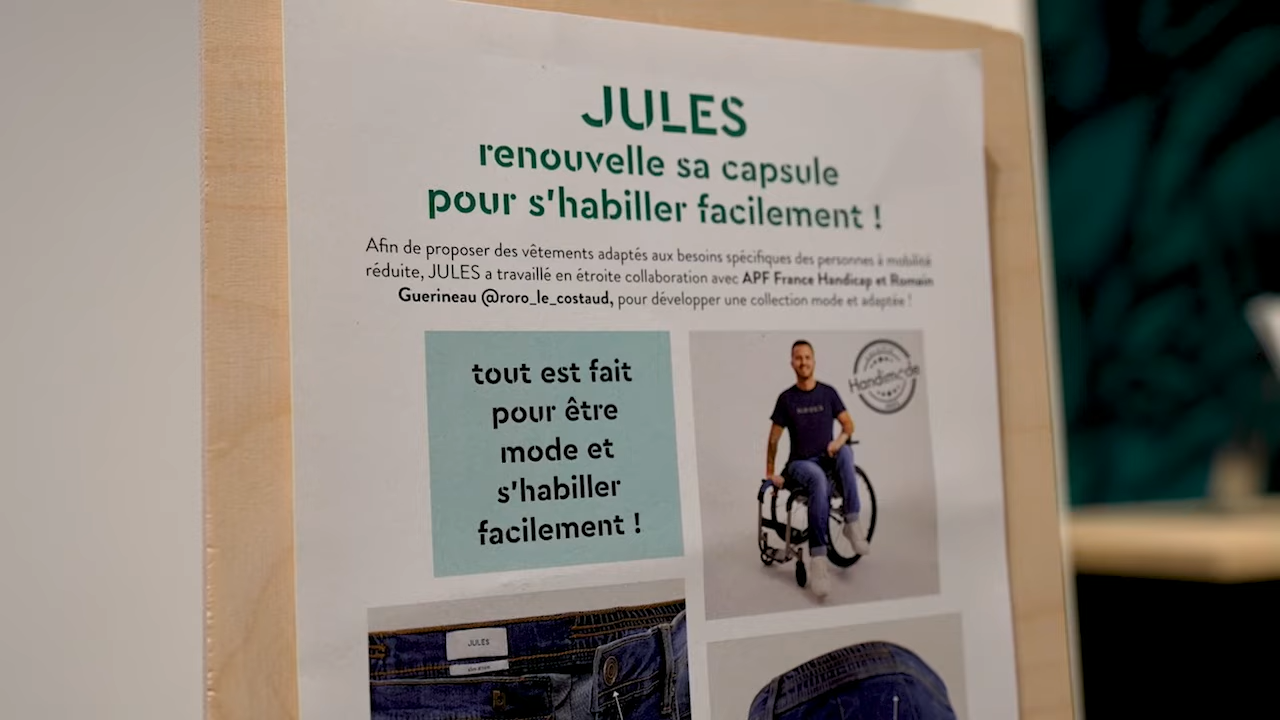 JULES
renouvelle sa capsule
pour s'habiller facilement !
Afin de proposer des vêtements adaptés aux besoins spécifiques des personnes à mobilité
réduite, JULES a travaillé en étroite collaboration avec APF France Handicap et Romain
Guerineau @roro_le_costaud, pour développer une collection mode et adaptée !
tout est fait
pour être
mode et
s'habiller
facilement !
Handimode
JULES